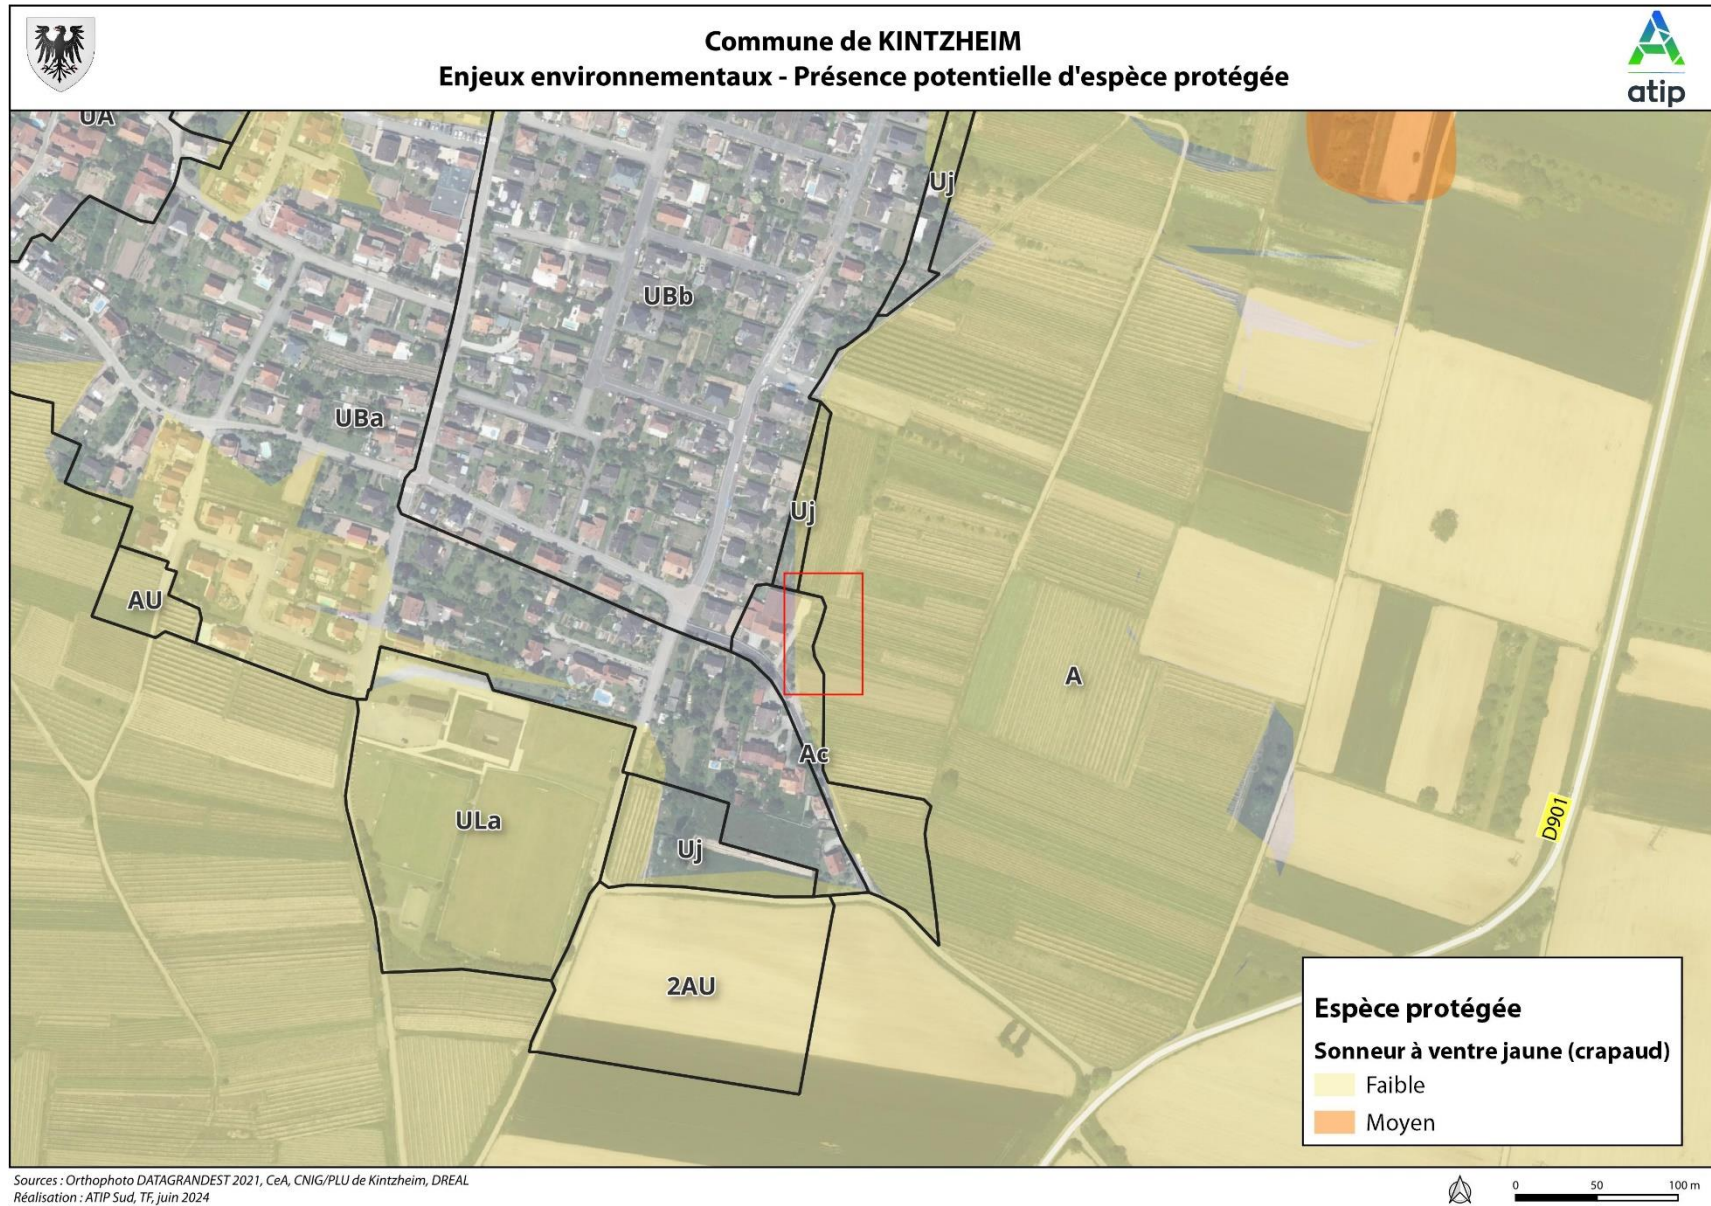 Commune de KINTZHEIM
Enjeux environnementaux - Présence potentielle d'espèce protégée
atip
UA
Uj
UBb
UBa
Uj
AU
A
Ac
ULa
Uj
D901
2AU
Espèce protégée
Sonneur à ventre jaune (crapaud)
Faible
Moyen
Sources : Orthophoto DATAGRANDEST 2021, CeA, CNIG/PLU de Kintzheim, DREAL
Réalisation : ATIP Sud, TF, juin 2024
0 50 100 m